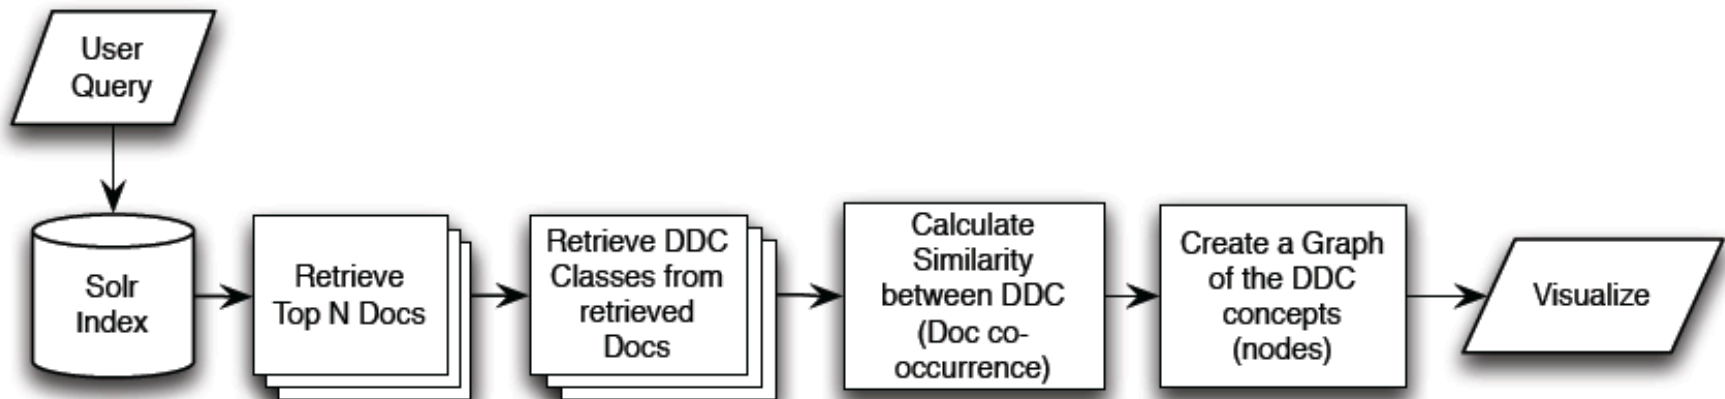 User
Query
Solr
Index
Retrieve
Top N Docs
Retrieve DDC
Classes from
retrieved
Docs
Calculate
Similarity
between DDC
(Doc co-
occurrence)
Create a Graph
of the DDC
concepts
(nodes)
Visualize